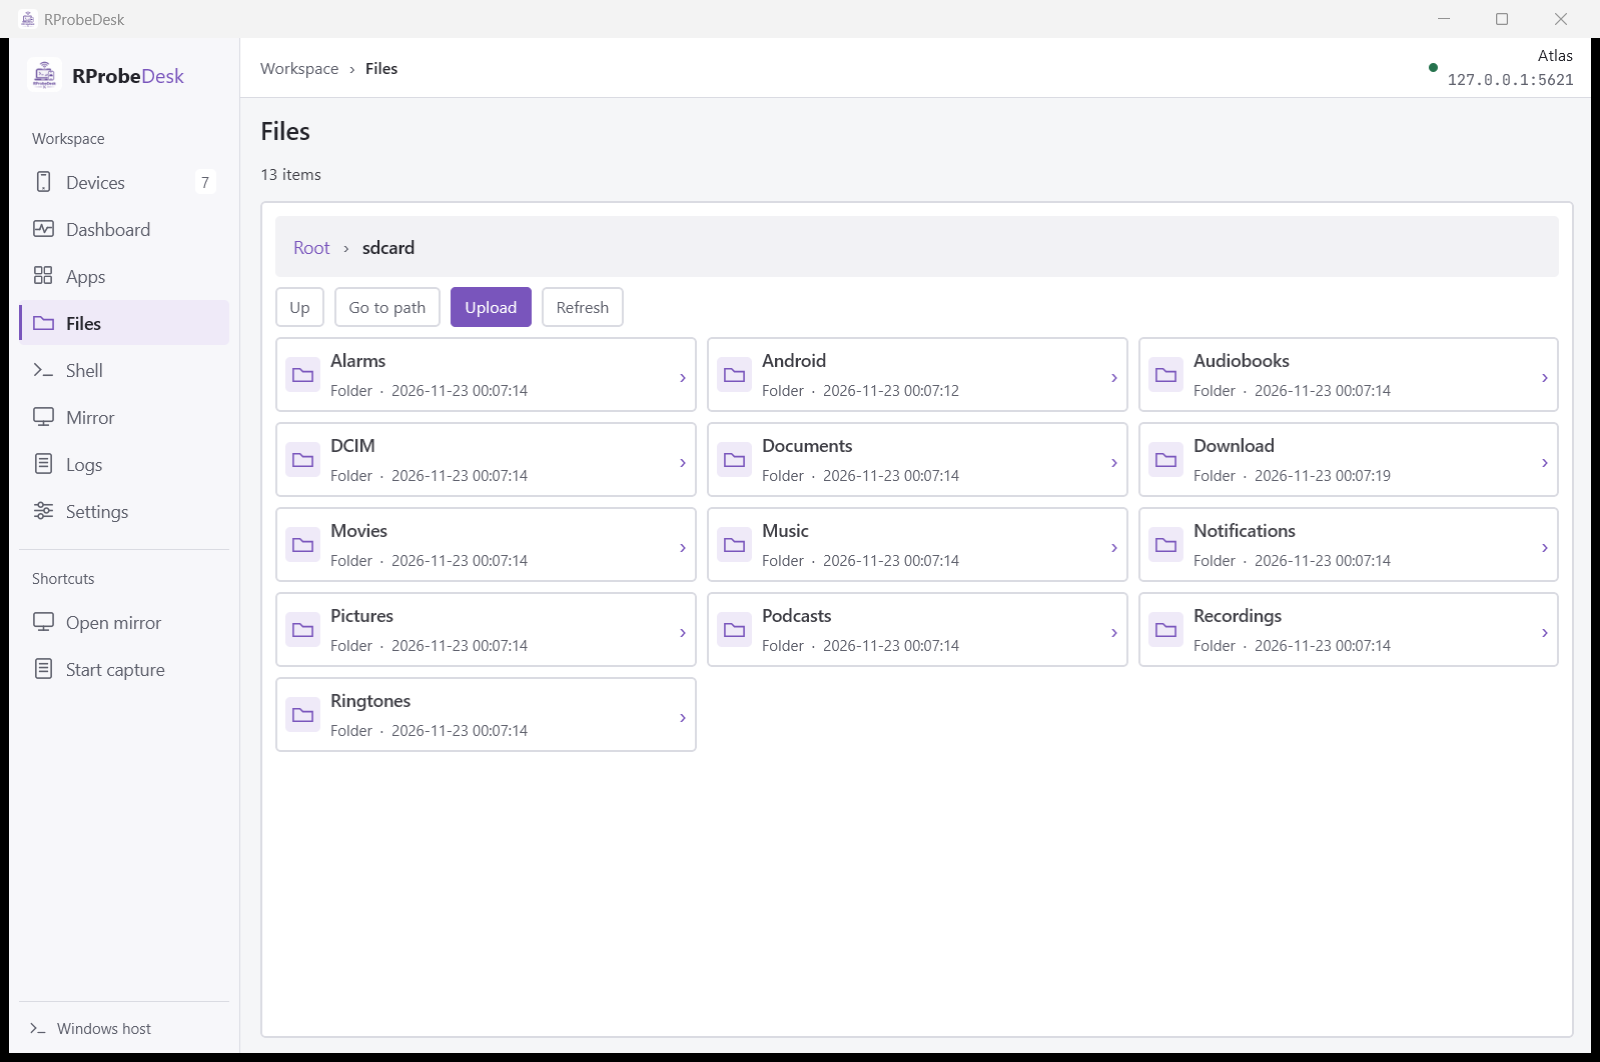 RProbeDesk
RProbeDesk
Workspace
Devices 7
Dashboard
Apps
Files
Shell
Mirror
Logs
Settings
Shortcuts
Open mirror
Start capture
Windows host
Workspace › Files
Atlas
127.0.0.1:5621
Files
13 items
Root › sdcard
Up Go to path Upload Refresh
Alarms
Folder · 2026-11-23 00:07:14
Android
Folder · 2026-11-23 00:07:12
Audiobooks
Folder · 2026-11-23 00:07:14
DCIM
Folder · 2026-11-23 00:07:14
Documents
Folder · 2026-11-23 00:07:14
Download
Folder · 2026-11-23 00:07:19
Movies
Folder · 2026-11-23 00:07:14
Music
Folder · 2026-11-23 00:07:14
Notifications
Folder · 2026-11-23 00:07:14
Pictures
Folder · 2026-11-23 00:07:14
Podcasts
Folder · 2026-11-23 00:07:14
Recordings
Folder · 2026-11-23 00:07:14
Ringtones
Folder · 2026-11-23 00:07:14